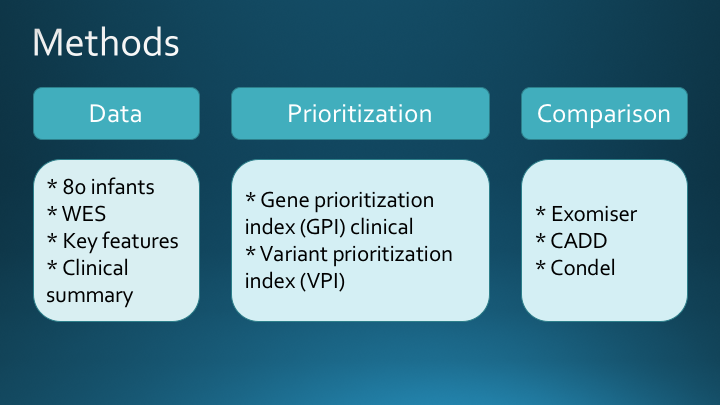 Methods
Data
Prioritization
Comparison
* 80 infants
* WES
* Key features
* Clinical
summary
* Gene prioritization
index (GPI) clinical
* Variant prioritization
index (VPI)
* Exomiser
* CADD
* Condel